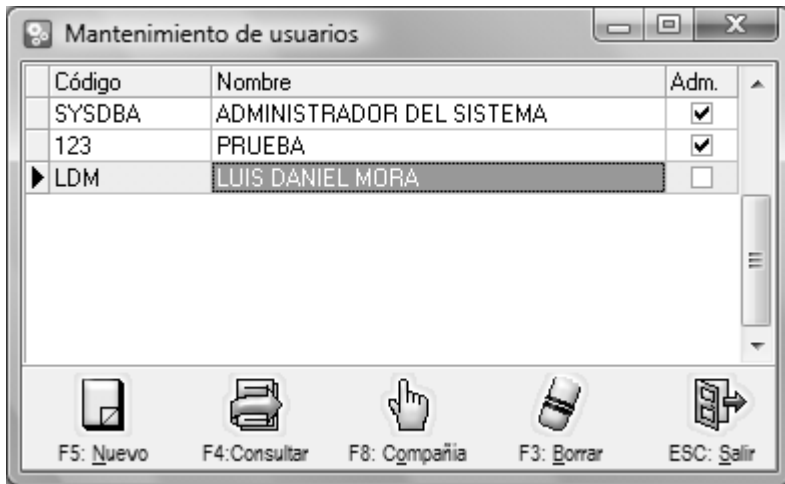 Mantenimiento de usuarios
Código Nombre Adm.
SYSDBA ADMINISTRADOR DEL SISTEMA
123 PRUEBA
LDM LUIS DANIEL MORA
F5: Nuevo F4:Consultar F8: Compañia F3: Borrar ESC: Salir